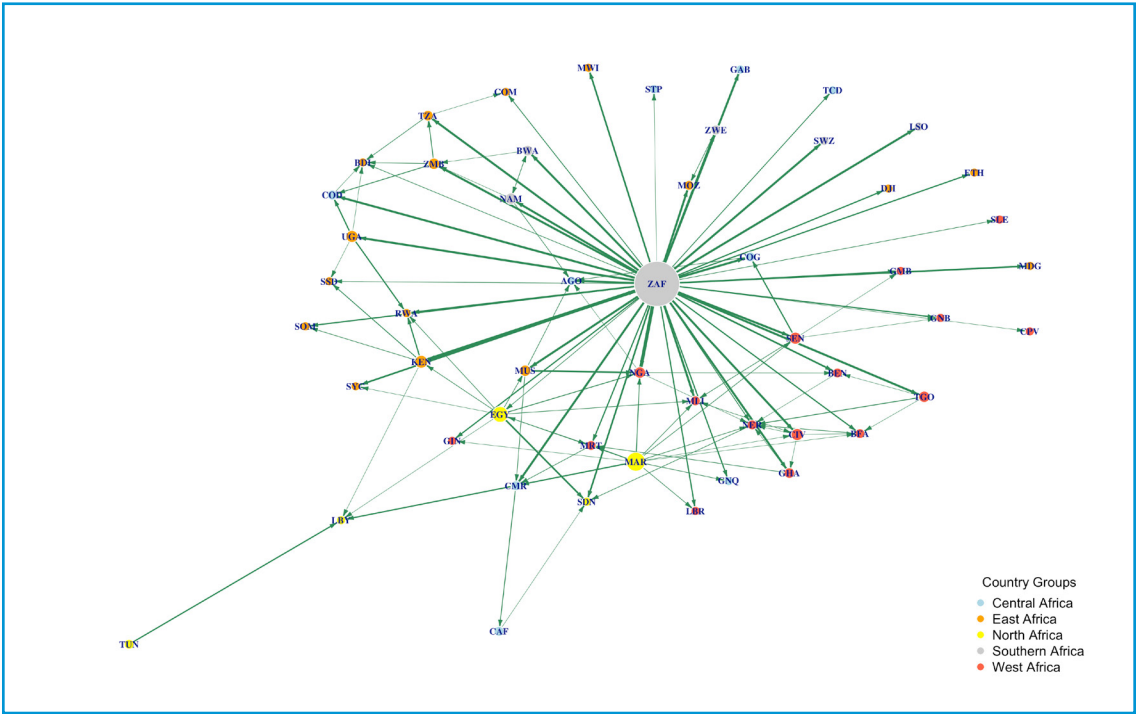 MWI
GAB
STP
TCD
COM
TZA
ZWE
LSO
SWZ
BWA
BDI
ZMB
ETH
MOZ
DJI
COD
NAM
SLE
UGA
COG
MDG
GMB
SSD
AGO
ZAF
RWA
GNB
SOM
CPV
SEN
KEN
MUS
NGA
BEN
SYC
TGO
MLI
EGY
NER
CIV
BFA
GIN
MRT
MAR
GHA
GNQ
CMR
SDN
LBR
LBY
Country Groups
Central Africa
East Africa
North Africa
Southern Africa
West Africa
CAF
TUN